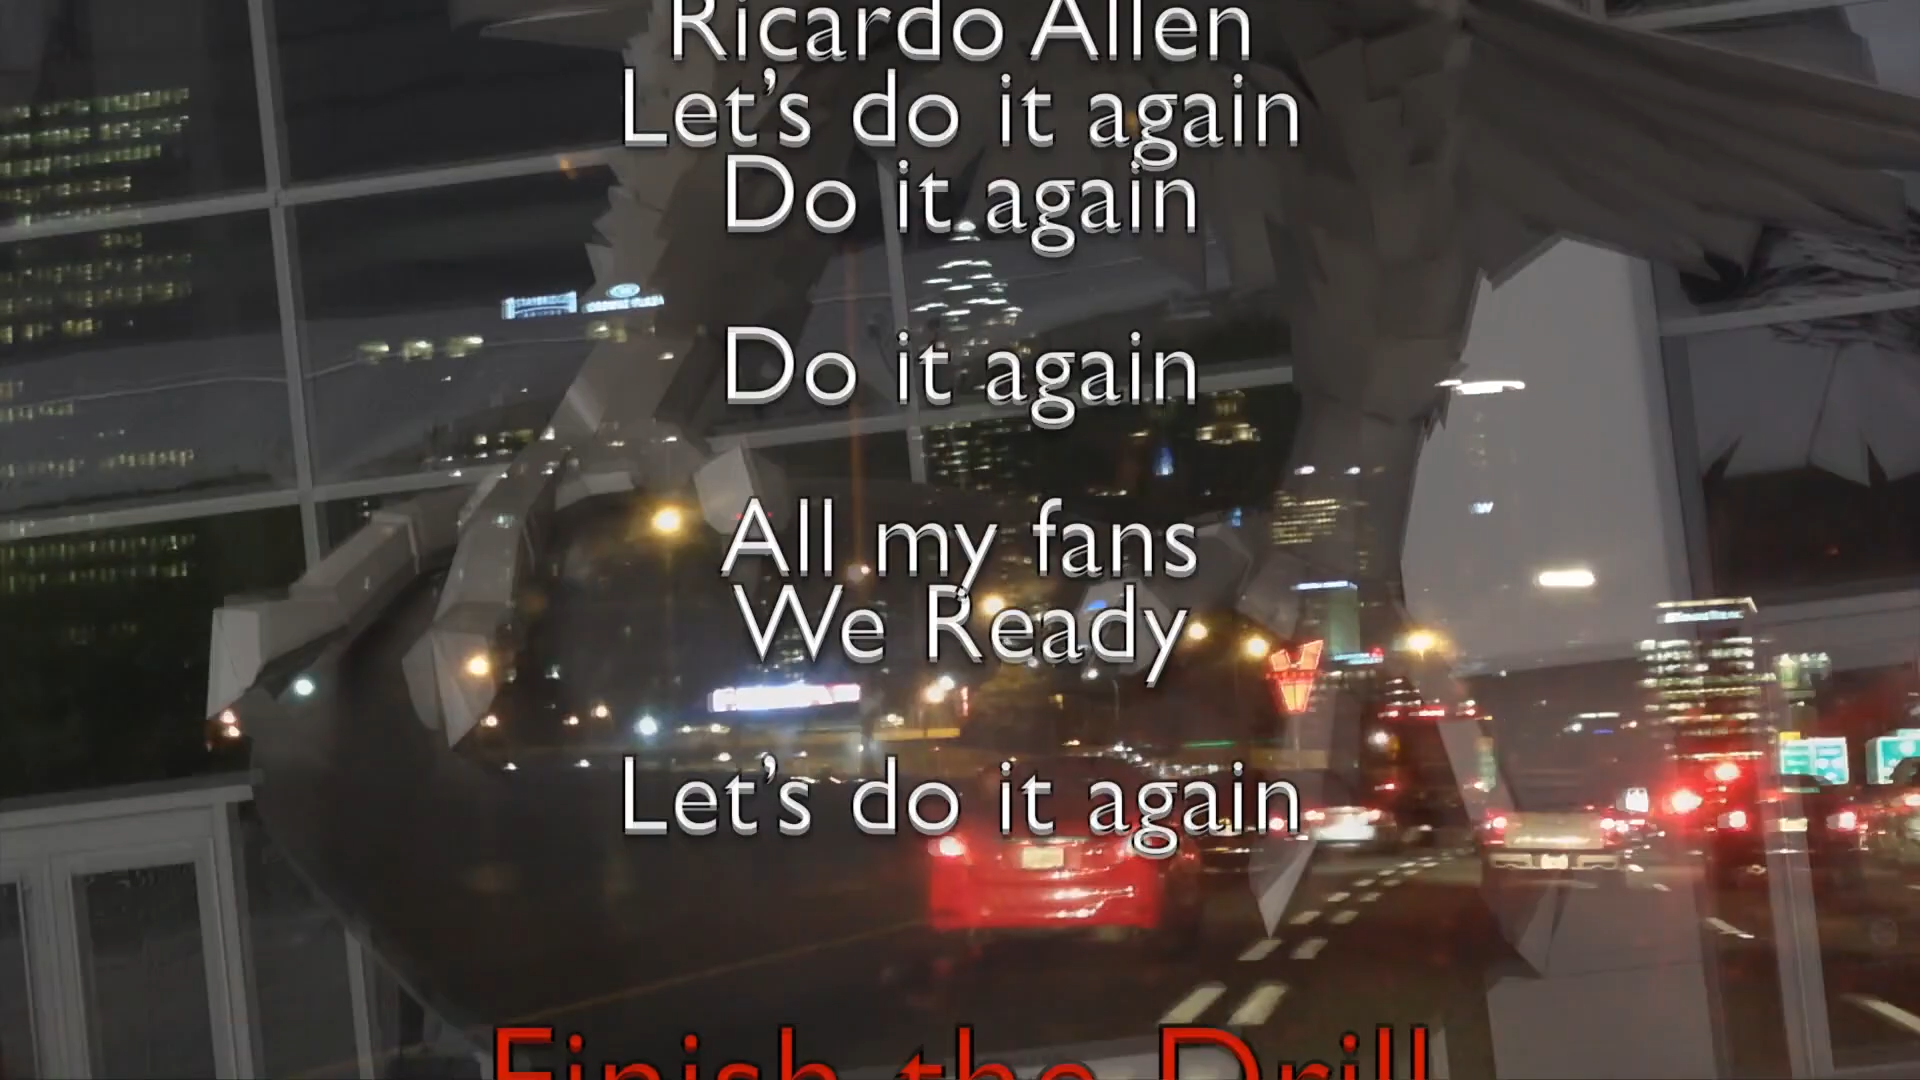 Ricardo Allen
Let's do it again
Do it again
Do it again
All my fans
We Ready
Let's do it again
Finish the Drill